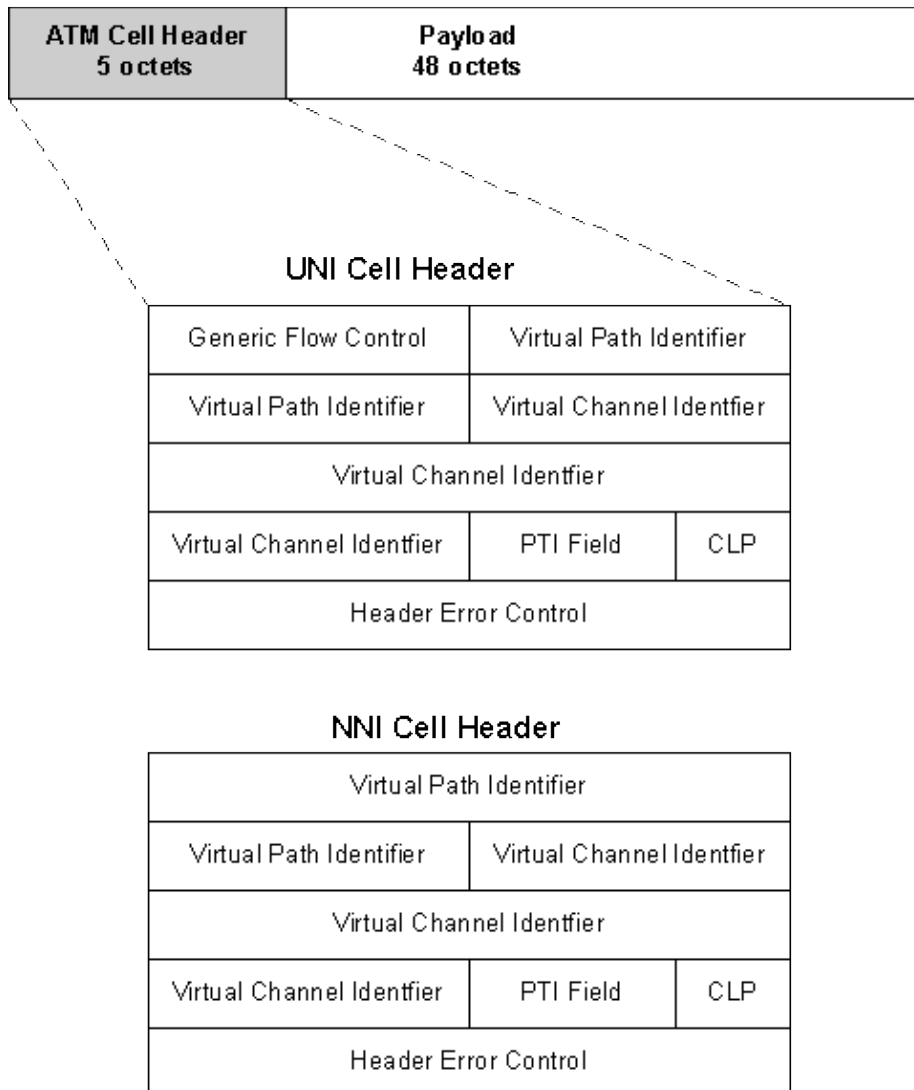 ATM Cell Header
5 octets
Payload
48 octets
UNI Cell Header
Generic Flow Control
Virtual Path Identifier
Virtual Path Identifier
Virtual Channel Identfier
Virtual Channel Identfier
Virtual Channel Identfier
PTI Field
CLP
Header Error Control
NNI Cell Header
Virtual Path Identifier
Virtual Path Identifier
Virtual Channel Identfier
Virtual Channel Identfier
Virtual Channel Identfier
PTI Field
CLP
Header Error Control